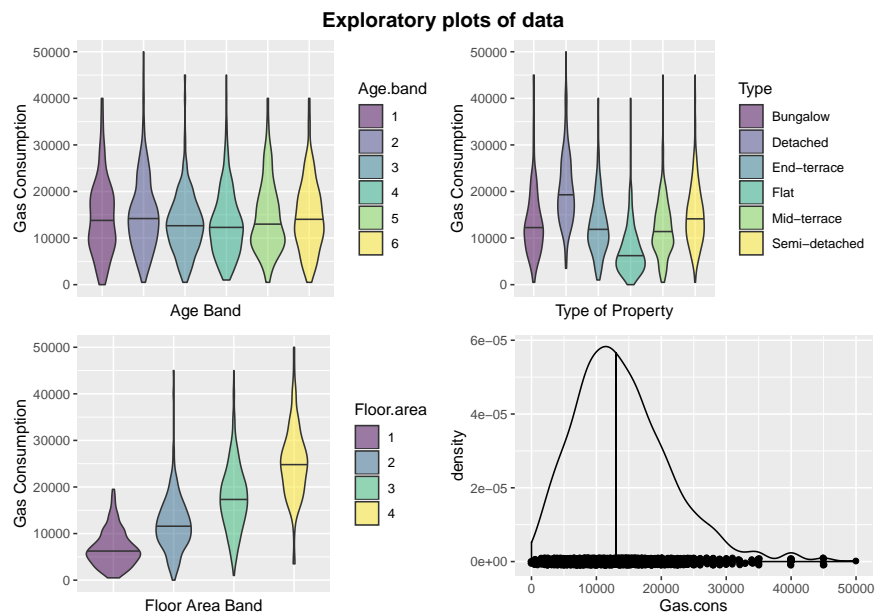 Exploratory plots of data
50000
40000
30000
20000
10000
0
Gas Consumption
Age Band
Age.band
1
2
3
4
5
6
50000
40000
30000
20000
10000
0
Gas Consumption
Type of Property
Type
Bungalow
Detached
End−terrace
Flat
Mid−terrace
Semi−detached
50000
40000
30000
20000
10000
0
Gas Consumption
Floor Area Band
Floor.area
1
2
3
4
6e−05
4e−05
2e−05
0e+00
density
0 10000 20000 30000 40000 50000
Gas.cons